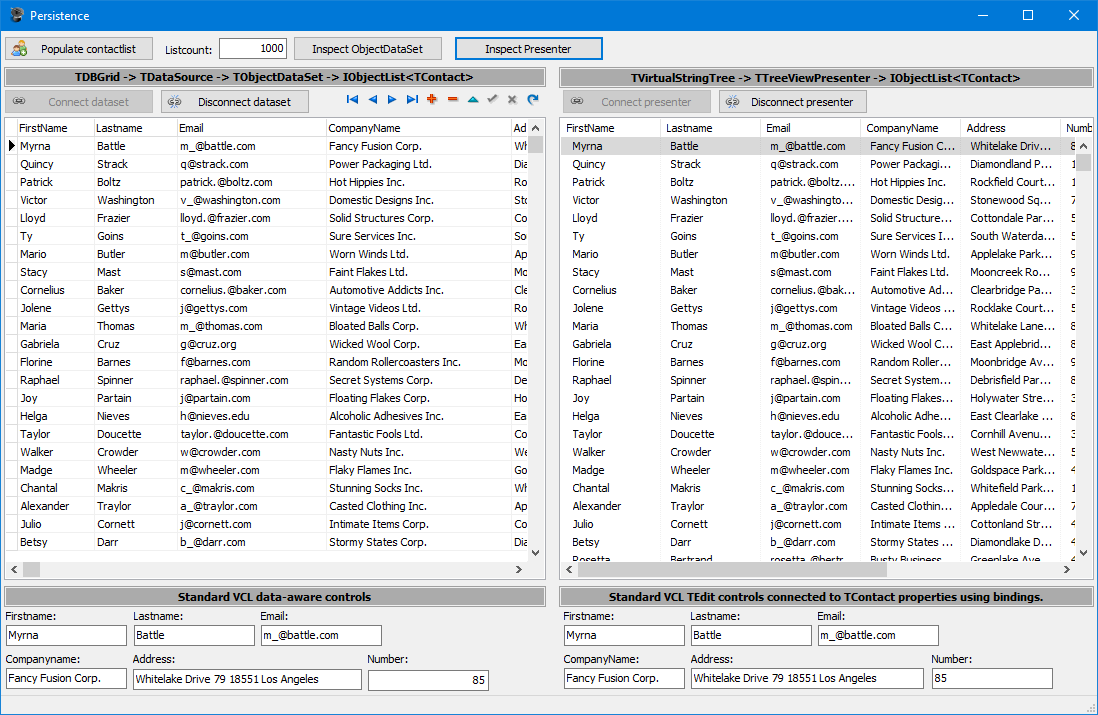 Persistence
Populate contactlist Listcount: 1000 Inspect ObjectDataSet Inspect Presenter
TDBGrid -> TDataSource -> TObjectDataSet -> IObjectList<TContact>
Connect dataset Disconnect dataset
FirstName Lastname Email CompanyName Ad
Myrna Battle m_@battle.com Fancy Fusion Corp. Wh
Quincy Strack q@strack.com Power Packaging Ltd. Dia
Patrick Boltz patrick.@boltz.com Hot Hippies Inc. Ro
Victor Washington v_@washington.com Domestic Designs Inc. Sto
Lloyd Frazier lloyd.@frazier.com Solid Structures Corp. Co
Ty Goins t_@goins.com Sure Services Inc. So
Mario Butler m@butler.com Worn Winds Ltd. Ap
Stacy Mast s@mast.com Faint Flakes Ltd. Mo
Cornelius Baker cornelius.@baker.com Automotive Addicts Inc. Cle
Jolene Gettys j@gettys.com Vintage Videos Ltd. Ro
Maria Thomas m_@thomas.com Bloated Balls Corp. Wh
Gabriela Cruz g@cruz.org Wicked Wool Corp. Ea
Florine Barnes f@barnes.com Random Rollercoasters Inc. Mo
Raphael Spinner raphael.@spinner.com Secret Systems Corp. De
Joy Partain j@partain.com Floating Flakes Corp. Ho
Helga Nieves h@nieves.edu Alcoholic Adhesives Inc. Ea
Taylor Doucette taylor.@doucette.com Fantastic Fools Ltd. Co
Walker Crowder w@crowder.com Nasty Nuts Inc. Ne
Madge Wheeler m@wheeler.com Flaky Flames Inc. Go
Chantal Makris c_@makris.com Stunning Socks Inc. Wh
Alexander Traylor a_@traylor.com Casted Clothing Inc. Ap
Julio Cornett j@cornett.com Intimate Items Corp. Co
Betsy Darr b_@darr.com Stormy States Corp. Dia
TVirtualStringTree -> TTreeViewPresenter -> IObjectList<TContact>
Connect presenter Disconnect presenter
FirstName Lastname Email CompanyName Address Numb
Myrna Battle m_@battle.com Fancy Fusion C... Whitelake Driv... 8
Quincy Strack q@strack.com Power Packagi... Diamondland P... 1
Patrick Boltz patrick.@boltz.... Hot Hippies Inc. Rockfield Court... 1
Victor Washington v_@washingto... Domestic Desig... Stonewood Sq... 7
Lloyd Frazier lloyd.@frazier.... Solid Structure... Cottondale Par... 5
Ty Goins t_@goins.com Sure Services I... South Waterda... 5
Mario Butler m@butler.com Worn Winds Ltd. Applelake Park... 9
Stacy Mast s@mast.com Faint Flakes Ltd. Mooncreek Ro... 9
Cornelius Baker cornelius.@bak... Automotive Ad... Clearbridge Pa... 3
Jolene Gettys j@gettys.com Vintage Videos ... Rocklake Court... 5
Maria Thomas m_@thomas.com Bloated Balls C... Whitelake Lane... 8
Gabriela Cruz g@cruz.org Wicked Wool C... East Applebrid... 5
Florine Barnes f@barnes.com Random Roller... Moonbridge Av... 9
Raphael Spinner raphael.@spin... Secret System... Debrisfield Par... 8
Joy Partain j@partain.com Floating Flakes... Holywater Stre... 3
Helga Nieves h@nieves.edu Alcoholic Adhe... East Clearlake ... 8
Taylor Doucette taylor.@doucet... Fantastic Fools... Cornhill Avenu... 3
Walker Crowder w@crowder.com Nasty Nuts Inc. West Newwate... 5
Madge Wheeler m@wheeler.com Flaky Flames Inc. Goldspace Park... 4
Chantal Makris c_@makris.com Stunning Socks... Whitefield Park... 1
Alexander Traylor a_@traylor.com Casted Clothin... Appledale Cour... 7
Julio Cornett j@cornett.com Intimate Items ... Cottonland Str... 4
Betsy Darr b_@darr.com Stormy States ... Diamondlake D... 4
Rosetta Bertrand rosetta.@bertr... Busty Business ... Greenlake Ave...
Standard VCL data-aware controls
Firstname: Lastname: Email:
Myrna Battle m_@battle.com
Companyname: Address: Number:
Fancy Fusion Corp. Whitelake Drive 79 18551 Los Angeles 85
Standard VCL TEdit controls connected to TContact properties using bindings.
Firstname: Lastname: Email:
Myrna Battle m_@battle.com
CompanyName: Address: Number:
Fancy Fusion Corp. Whitelake Drive 79 18551 Los Angeles 85